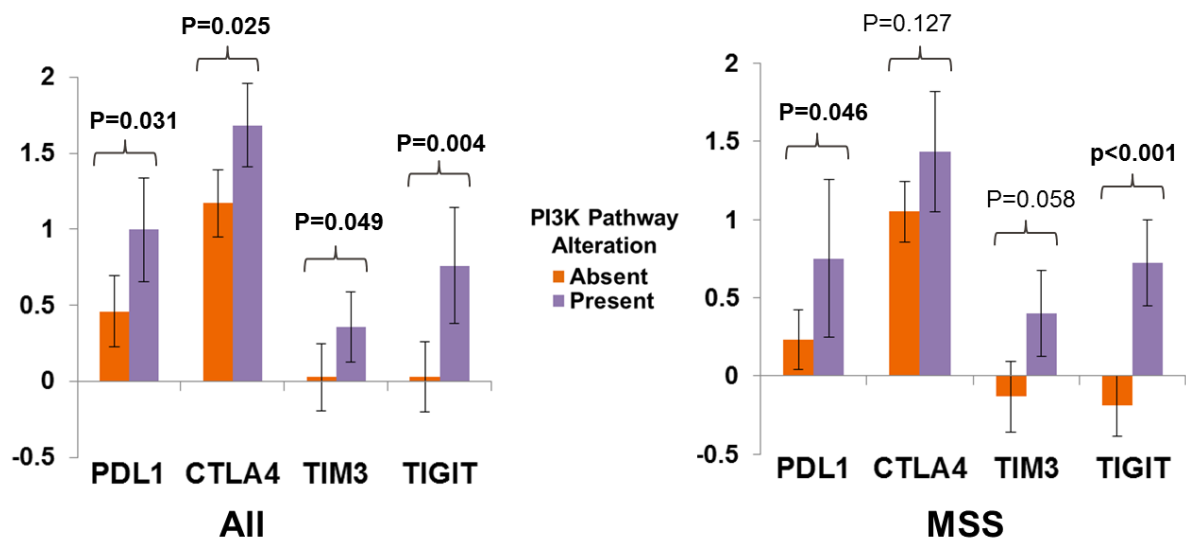 P=0.025
P=0.031
P=0.004
P=0.049
2
1.5
1
0.5
0
-0.5
PDL1 CTLA4 TIM3 TIGIT
All
PI3K Pathway
Alteration
Absent
Present
P=0.127
P=0.046
p<0.001
P=0.058
2
1.5
1
0.5
0
-0.5
PDL1 CTLA4 TIM3 TIGIT
MSS